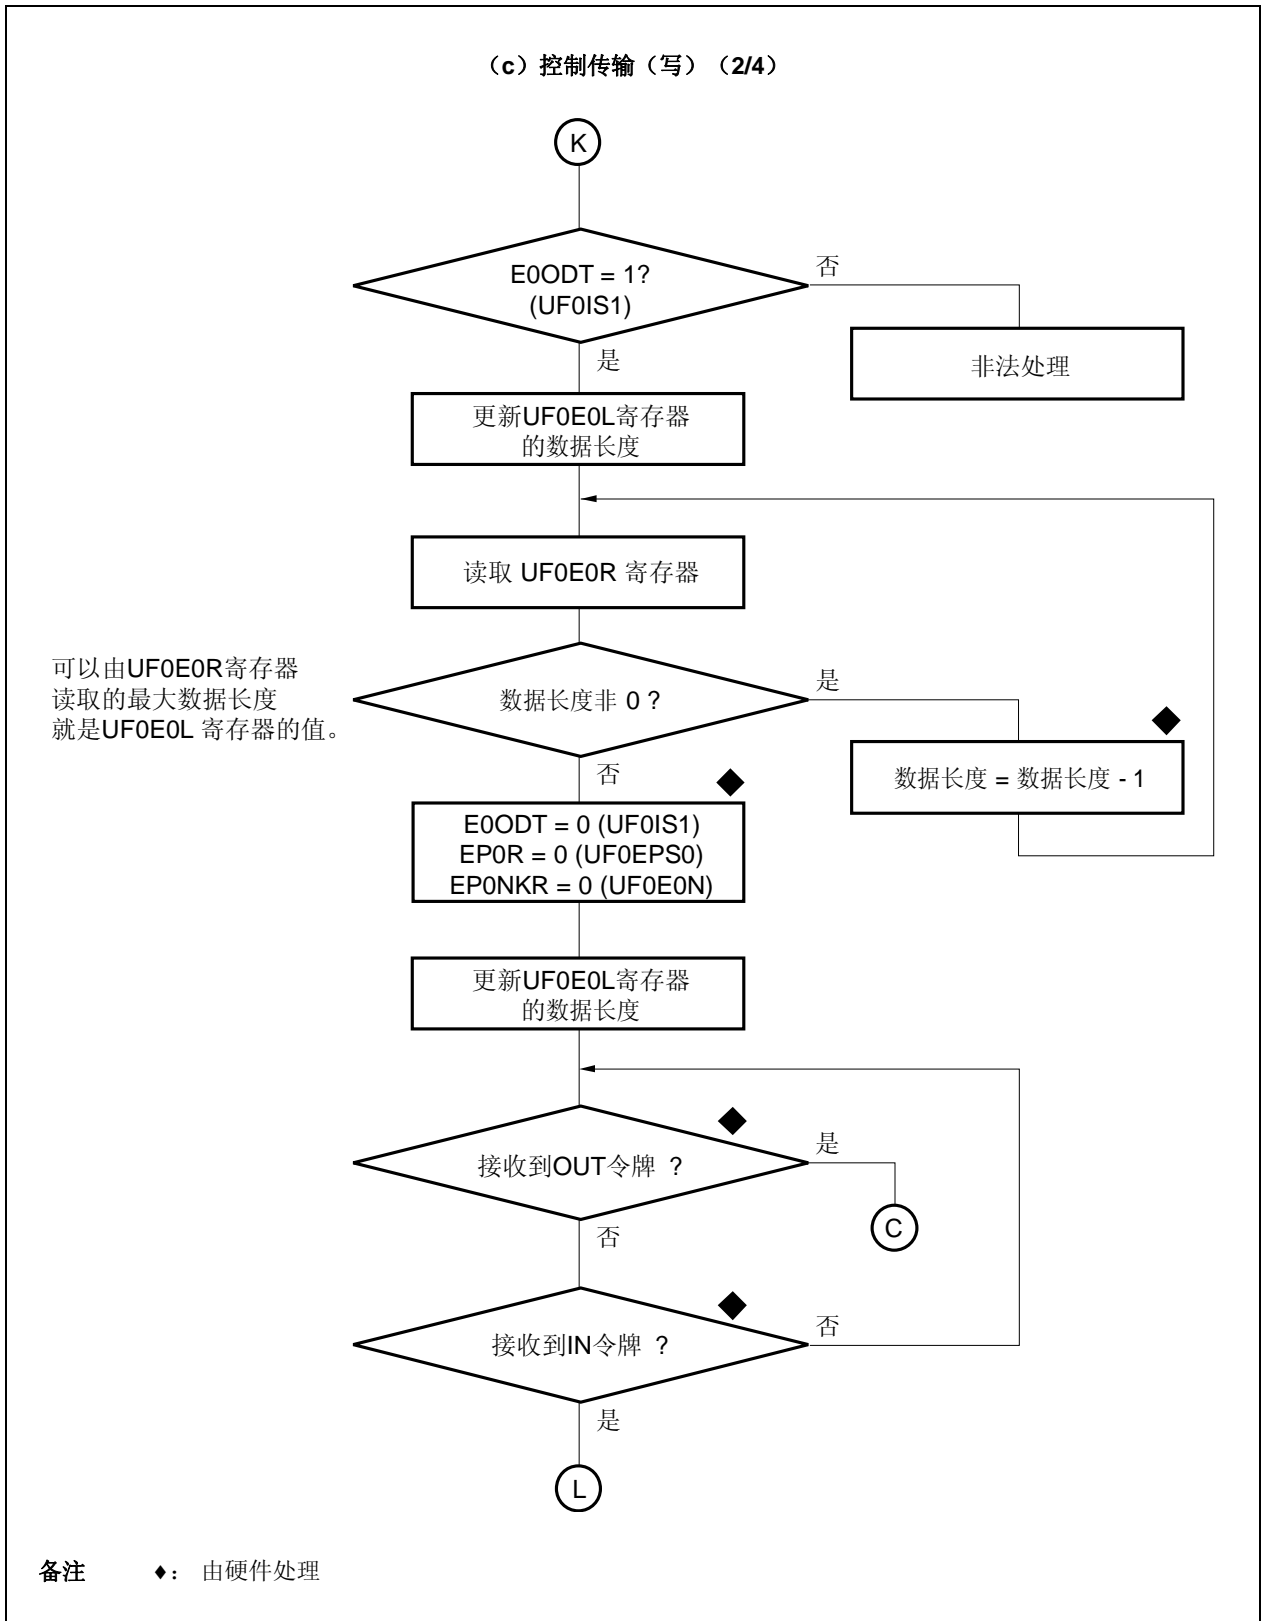 （c）控制传输（写）（2/4）
K
E0ODT = 1?
(UF0IS1)
否
非法处理
是
更新UF0E0L寄存器
的数据长度
读取 UF0E0R 寄存器
可以由UF0E0R寄存器
读取的最大数据长度
就是UF0E0L 寄存器的值。
数据长度非 0 ?
是
数据长度 = 数据长度 - 1
否
E0ODT = 0 (UF0IS1)
EP0R = 0 (UF0EPS0)
EP0NKR = 0 (UF0E0N)
更新UF0E0L寄存器
的数据长度
接收到OUT令牌 ?
是
C
否
接收到IN令牌 ?
否
是
L
备注 ♦： 由硬件处理